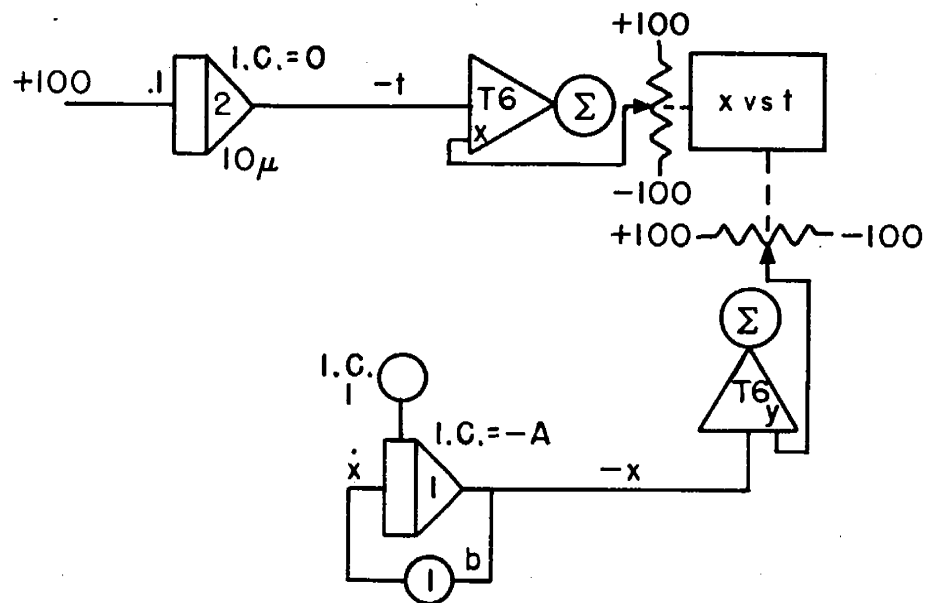 +100
.1
2
I.C.=0
10μ
-t
T6
x
Σ
+100
-100
x vs t
+100
-100
Σ
T6
y
I.C.
1
I.C.=-A
ẋ
1
-x
1
b